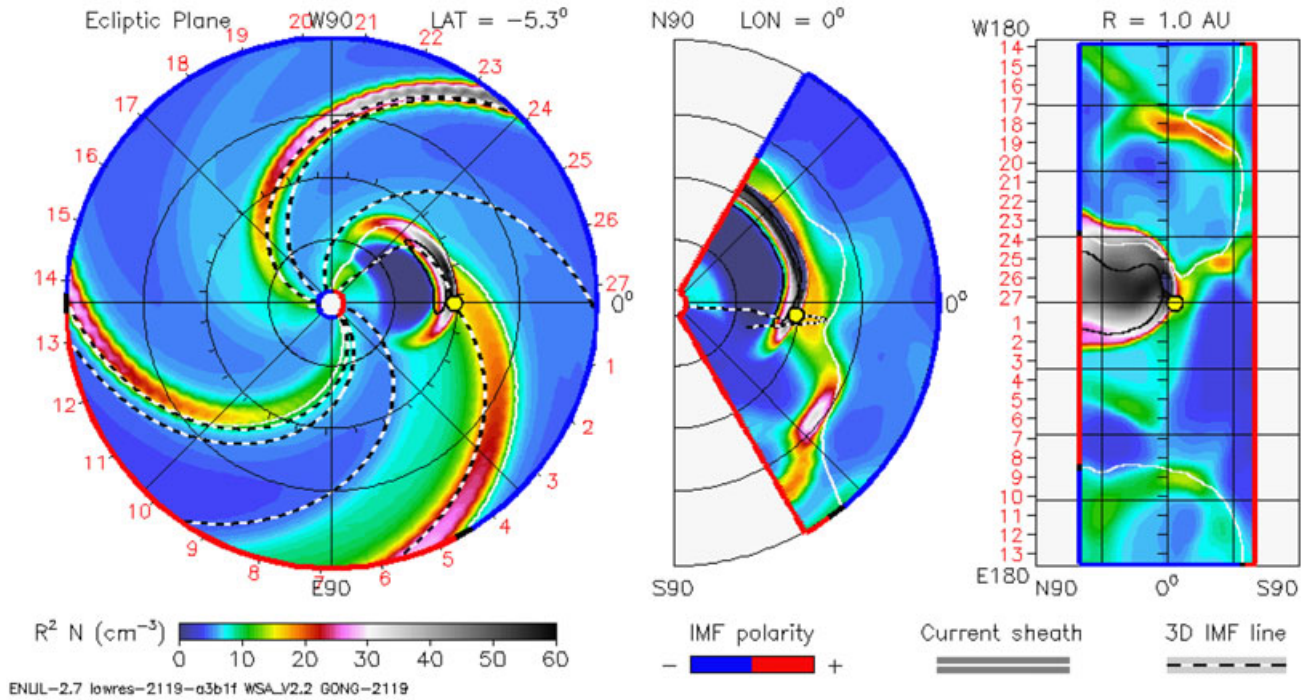 Ecliptic Plane W90 LAT = −5.3°
N90 LON = 0°
R = 1.0 AU
W180
20 21
19 22
18 23
17 24
16 25
15 26
14 27
0°
13 1
12 2
11 3
10 4
9 5
8 7 6
E90
0°
S90
14
15
16
17
18
19
20
21
22
23
24
25
26
27
1
2
3
4
5
6
7
8
9
10
11
12
13
E180
N90 0° S90
R² N (cm⁻³)
0 10 20 30 40 50 60
IMF polarity
− +
Current sheath
3D IMF line
ENLIL-2.7 lowres-2119-a3b1f WSA_V2.2 GONG-2119